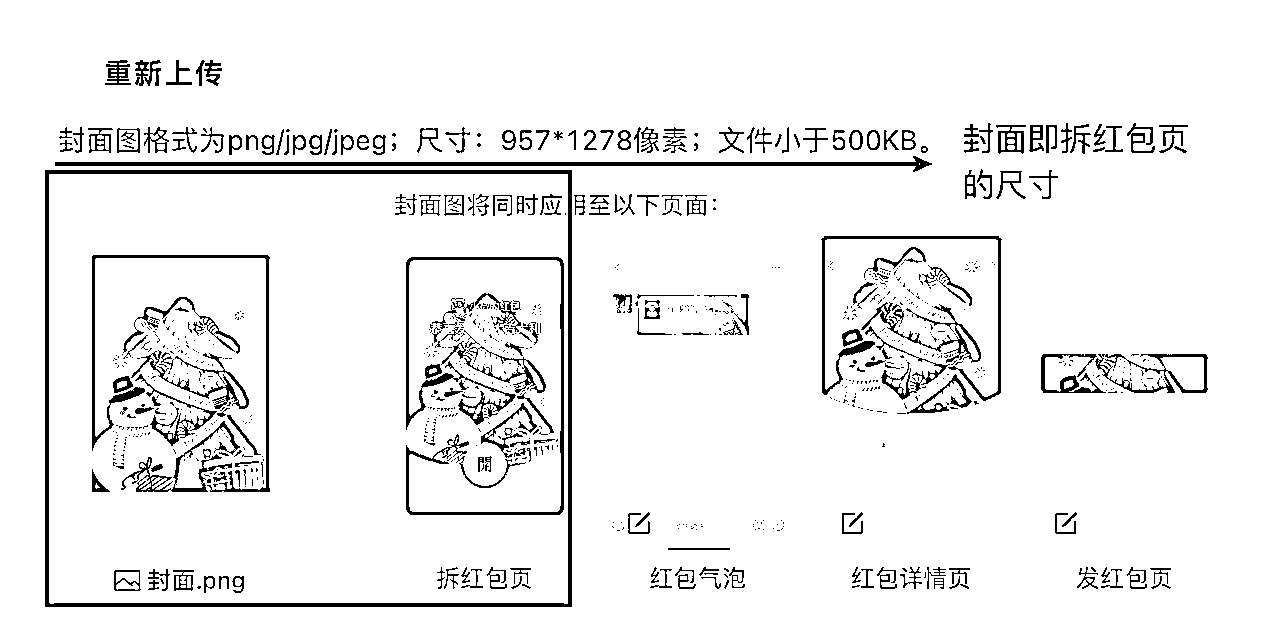 重新上传
封面图格式为png/jpg/jpeg；尺寸：957*1278像素；文件小于500KB。
封面即拆红包页
的尺寸
封面图将同时应用至以下页面：
開
封面.png
拆红包页
红包气泡
红包详情页
发红包页